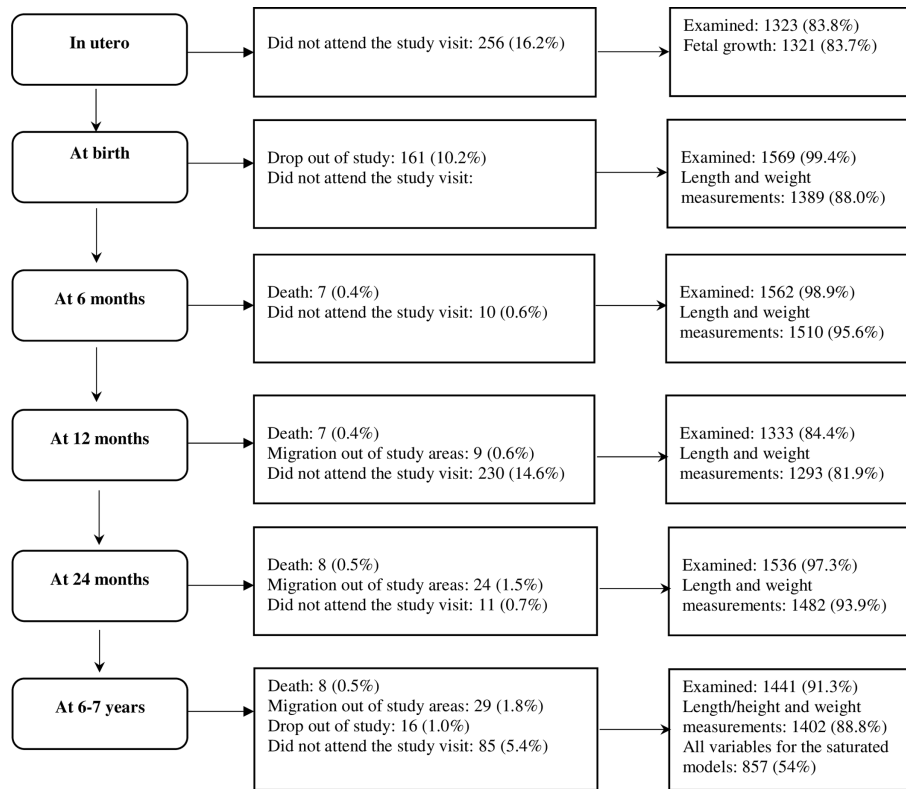 In utero
Did not attend the study visit: 256 (16.2%)
Examined: 1323 (83.8%)
Fetal growth: 1321 (83.7%)
At birth
Drop out of study: 161 (10.2%)
Did not attend the study visit:
Examined: 1569 (99.4%)
Length and weight
measurements: 1389 (88.0%)
At 6 months
Death: 7 (0.4%)
Did not attend the study visit: 10 (0.6%)
Examined: 1562 (98.9%)
Length and weight
measurements: 1510 (95.6%)
At 12 months
Death: 7 (0.4%)
Migration out of study areas: 9 (0.6%)
Did not attend the study visit: 230 (14.6%)
Examined: 1333 (84.4%)
Length and weight
measurements: 1293 (81.9%)
At 24 months
Death: 8 (0.5%)
Migration out of study areas: 24 (1.5%)
Did not attend the study visit: 11 (0.7%)
Examined: 1536 (97.3%)
Length and weight
measurements: 1482 (93.9%)
At 6-7 years
Death: 8 (0.5%)
Migration out of study areas: 29 (1.8%)
Drop out of study: 16 (1.0%)
Did not attend the study visit: 85 (5.4%)
Examined: 1441 (91.3%)
Length/height and weight
measurements: 1402 (88.8%)
All variables for the saturated
models: 857 (54%)